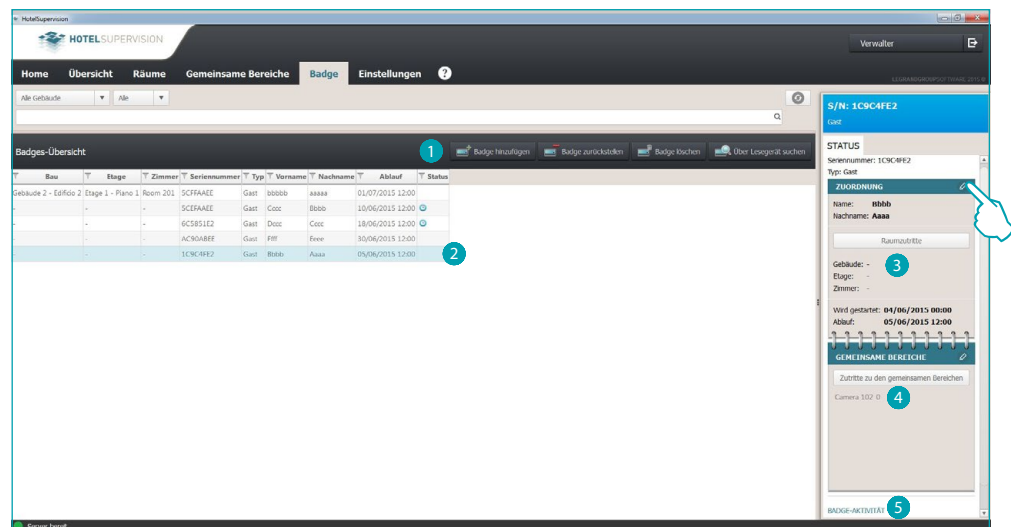 HotelSupervision
HOTELSUPERVISION
Verwalter
Home Übersicht Räume Gemeinsame Bereiche Badge Einstellungen ?
Alle Gebäude Alle
Badges-Übersicht 1 Badge hinzufügen Badge zurückstellen Badge löschen Über Lesegerät suchen
Bau Etage Zimmer Seriennummer Typ Vorname Nachname Ablauf Status
Gebäude 2 - Edificio 2 Etage 1 - Piano 1 Room 201 5CFFAAEE Gast bbbbb aaaaa 01/07/2015 12:00
- - - 5CEFAAEE Gast Cccc Bbbb 10/06/2015 12:00
- - - 6C5851E2 Gast Dccc Cccc 18/06/2015 12:00
- - - AC90ABEE Gast Ffff Eeee 30/06/2015 12:00
- - - 1C9C4FE2 Gast Bbbb Aaaa 05/06/2015 12:00 2
S/N: 1C9C4FE2
Gast
STATUS
Seriennummer: 1C9C4FE2
Typ: Gast
ZUORDNUNG
Name: Bbbb
Nachname: Aaaa
Raumzutritte
Gebäude: - 3
Etage: -
Zimmer: -
Wird gestartet: 04/06/2015 00:00
Ablauf: 05/06/2015 12:00
GEMEINSAME BEREICHE
Zutritte zu den gemeinsamen Bereichen
Camera 102 0 4
BADGE-AKTIVITÄT 5
Server bereit